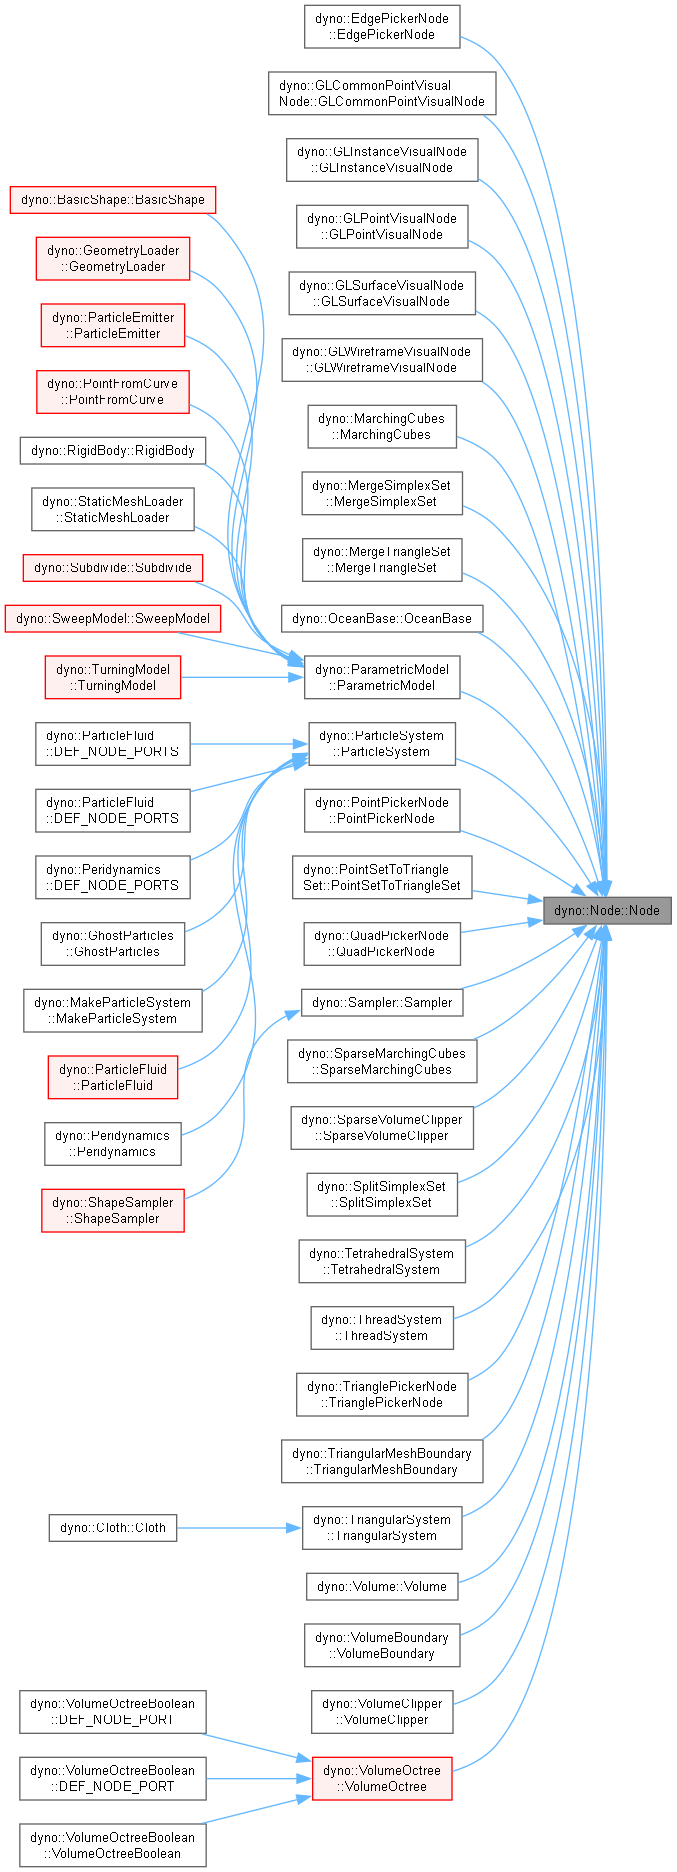 dyno::EdgePickerNode
::EdgePickerNode
dyno::GLCommonPointVisual
Node::GLCommonPointVisualNode
dyno::GLInstanceVisualNode
::GLInstanceVisualNode
dyno::BasicShape::BasicShape
dyno::GLPointVisualNode
::GLPointVisualNode
dyno::GeometryLoader
::GeometryLoader
dyno::GLSurfaceVisualNode
::GLSurfaceVisualNode
dyno::ParticleEmitter
::ParticleEmitter
dyno::GLWireframeVisualNode
::GLWireframeVisualNode
dyno::PointFromCurve
::PointFromCurve
dyno::MarchingCubes
::MarchingCubes
dyno::RigidBody::RigidBody
dyno::MergeSimplexSet
::MergeSimplexSet
dyno::StaticMeshLoader
::StaticMeshLoader
dyno::MergeTriangleSet
::MergeTriangleSet
dyno::Subdivide::Subdivide
dyno::SweepModel::SweepModel
dyno::OceanBase::OceanBase
dyno::TurningModel
::TurningModel
dyno::ParametricModel
::ParametricModel
dyno::ParticleFluid
::DEF_NODE_PORTS
dyno::ParticleSystem
::ParticleSystem
dyno::ParticleFluid
::DEF_NODE_PORTS
dyno::PointPickerNode
::PointPickerNode
dyno::Peridynamics
::DEF_NODE_PORTS
dyno::PointSetToTriangle
Set::PointSetToTriangleSet
dyno::Node::Node
dyno::GhostParticles
::GhostParticles
dyno::QuadPickerNode
::QuadPickerNode
dyno::MakeParticleSystem
::MakeParticleSystem
dyno::Sampler::Sampler
dyno::ParticleFluid
::ParticleFluid
dyno::SparseMarchingCubes
::SparseMarchingCubes
dyno::Peridynamics
::Peridynamics
dyno::SparseVolumeClipper
::SparseVolumeClipper
dyno::ShapeSampler
::ShapeSampler
dyno::SplitSimplexSet
::SplitSimplexSet
dyno::TetrahedralSystem
::TetrahedralSystem
dyno::ThreadSystem
::ThreadSystem
dyno::TrianglePickerNode
::TrianglePickerNode
dyno::TriangularMeshBoundary
::TriangularMeshBoundary
dyno::Cloth::Cloth
dyno::TriangularSystem
::TriangularSystem
dyno::Volume::Volume
dyno::VolumeBoundary
::VolumeBoundary
dyno::VolumeOctreeBoolean
::DEF_NODE_PORT
dyno::VolumeClipper
::VolumeClipper
dyno::VolumeOctreeBoolean
::DEF_NODE_PORT
dyno::VolumeOctree
::VolumeOctree
dyno::VolumeOctreeBoolean
::VolumeOctreeBoolean